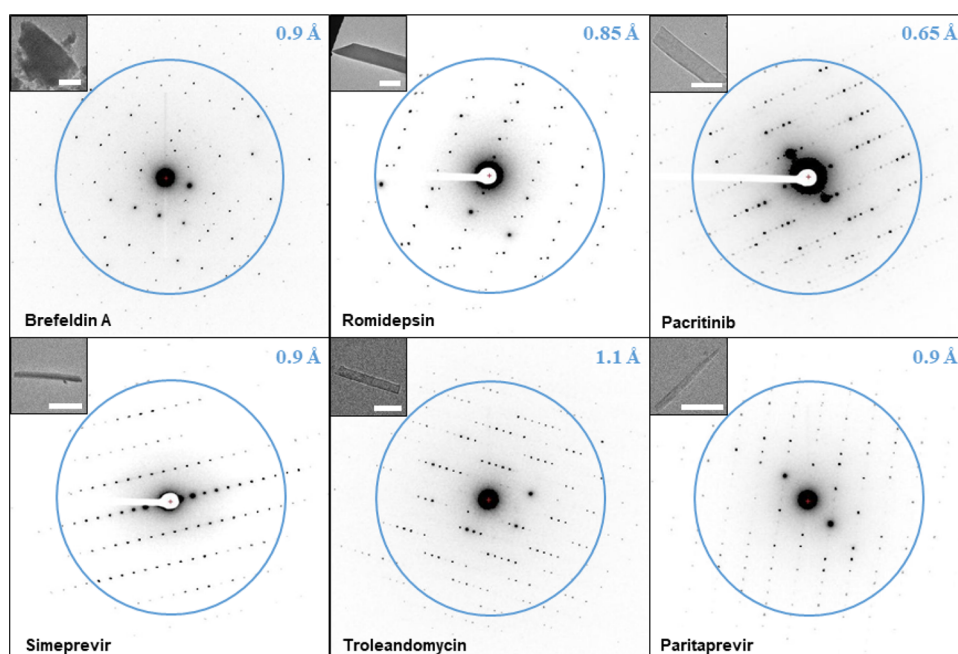 0.9 Å
Brefeldin A
0.85 Å
Romidepsin
0.65 Å
Pacritinib
0.9 Å
Simeprevir
1.1 Å
Troleandomycin
0.9 Å
Paritaprevir